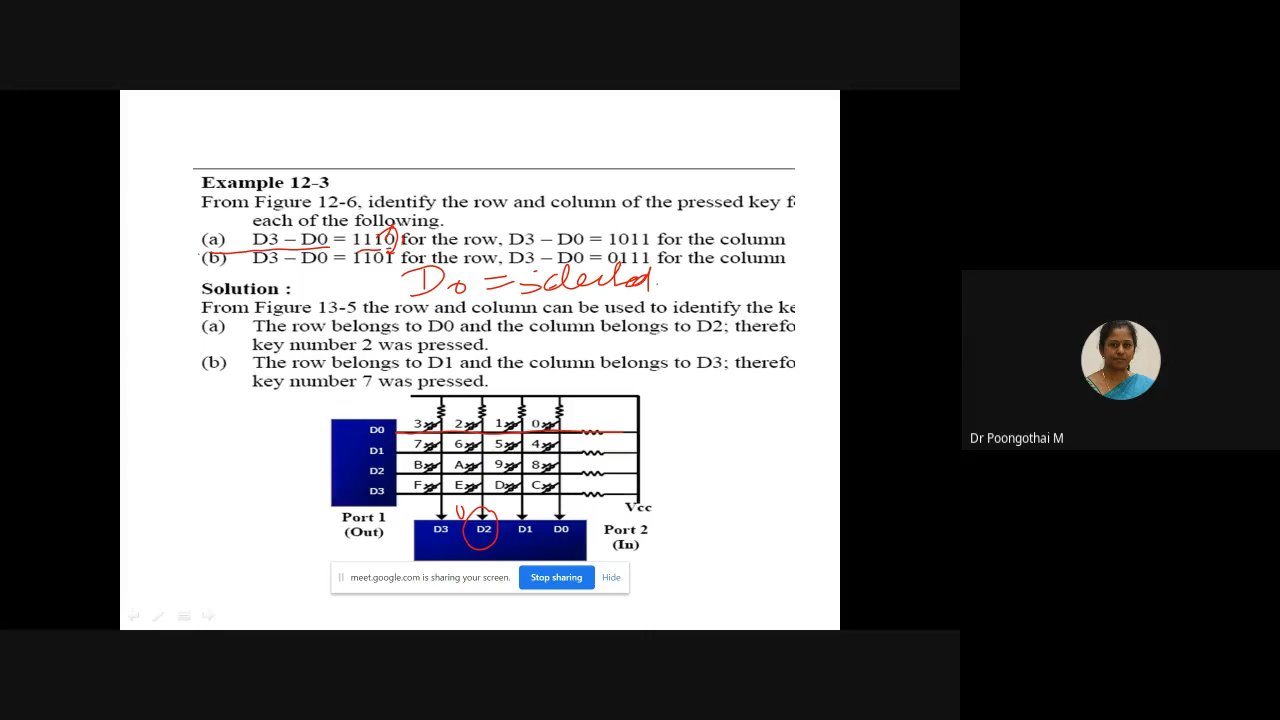 Example 12-3
From Figure 12-6, identify the row and column of the pressed key f
each of the following.
(a) D3 – D0 = 1110 for the row, D3 – D0 = 1011 for the column
(b) D3 – D0 = 1101 for the row, D3 – D0 = 0111 for the column
D0 = selected.
Solution :
From Figure 13-5 the row and column can be used to identify the ke
(a) The row belongs to D0 and the column belongs to D2; therefo
key number 2 was pressed.
(b) The row belongs to D1 and the column belongs to D3; therefo
key number 7 was pressed.
D0 3 2 1 0
D1 7 6 5 4
D2 B A 9 8
D3 F E D C
Vcc
Port 1
(Out)
0
D3 D2 D1 D0
Port 2
(In)
meet.google.com is sharing your screen. Stop sharing Hide
Dr Poongothai M